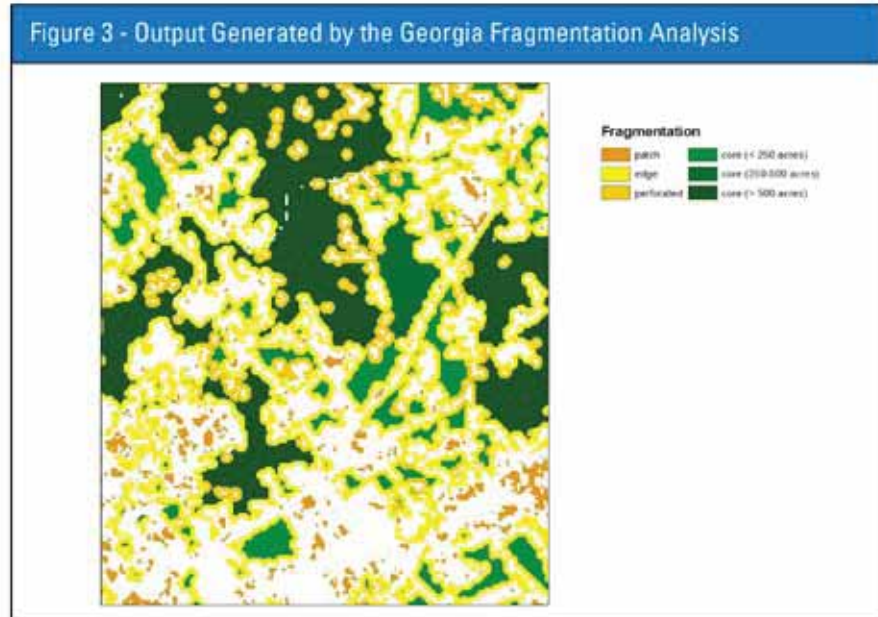 Figure 3 - Output Generated by the Georgia Fragmentation Analysis
Fragmentation
patch
core (< 250 acres)
edge
core (250-500 acres)
perforated
core (> 500 acres)